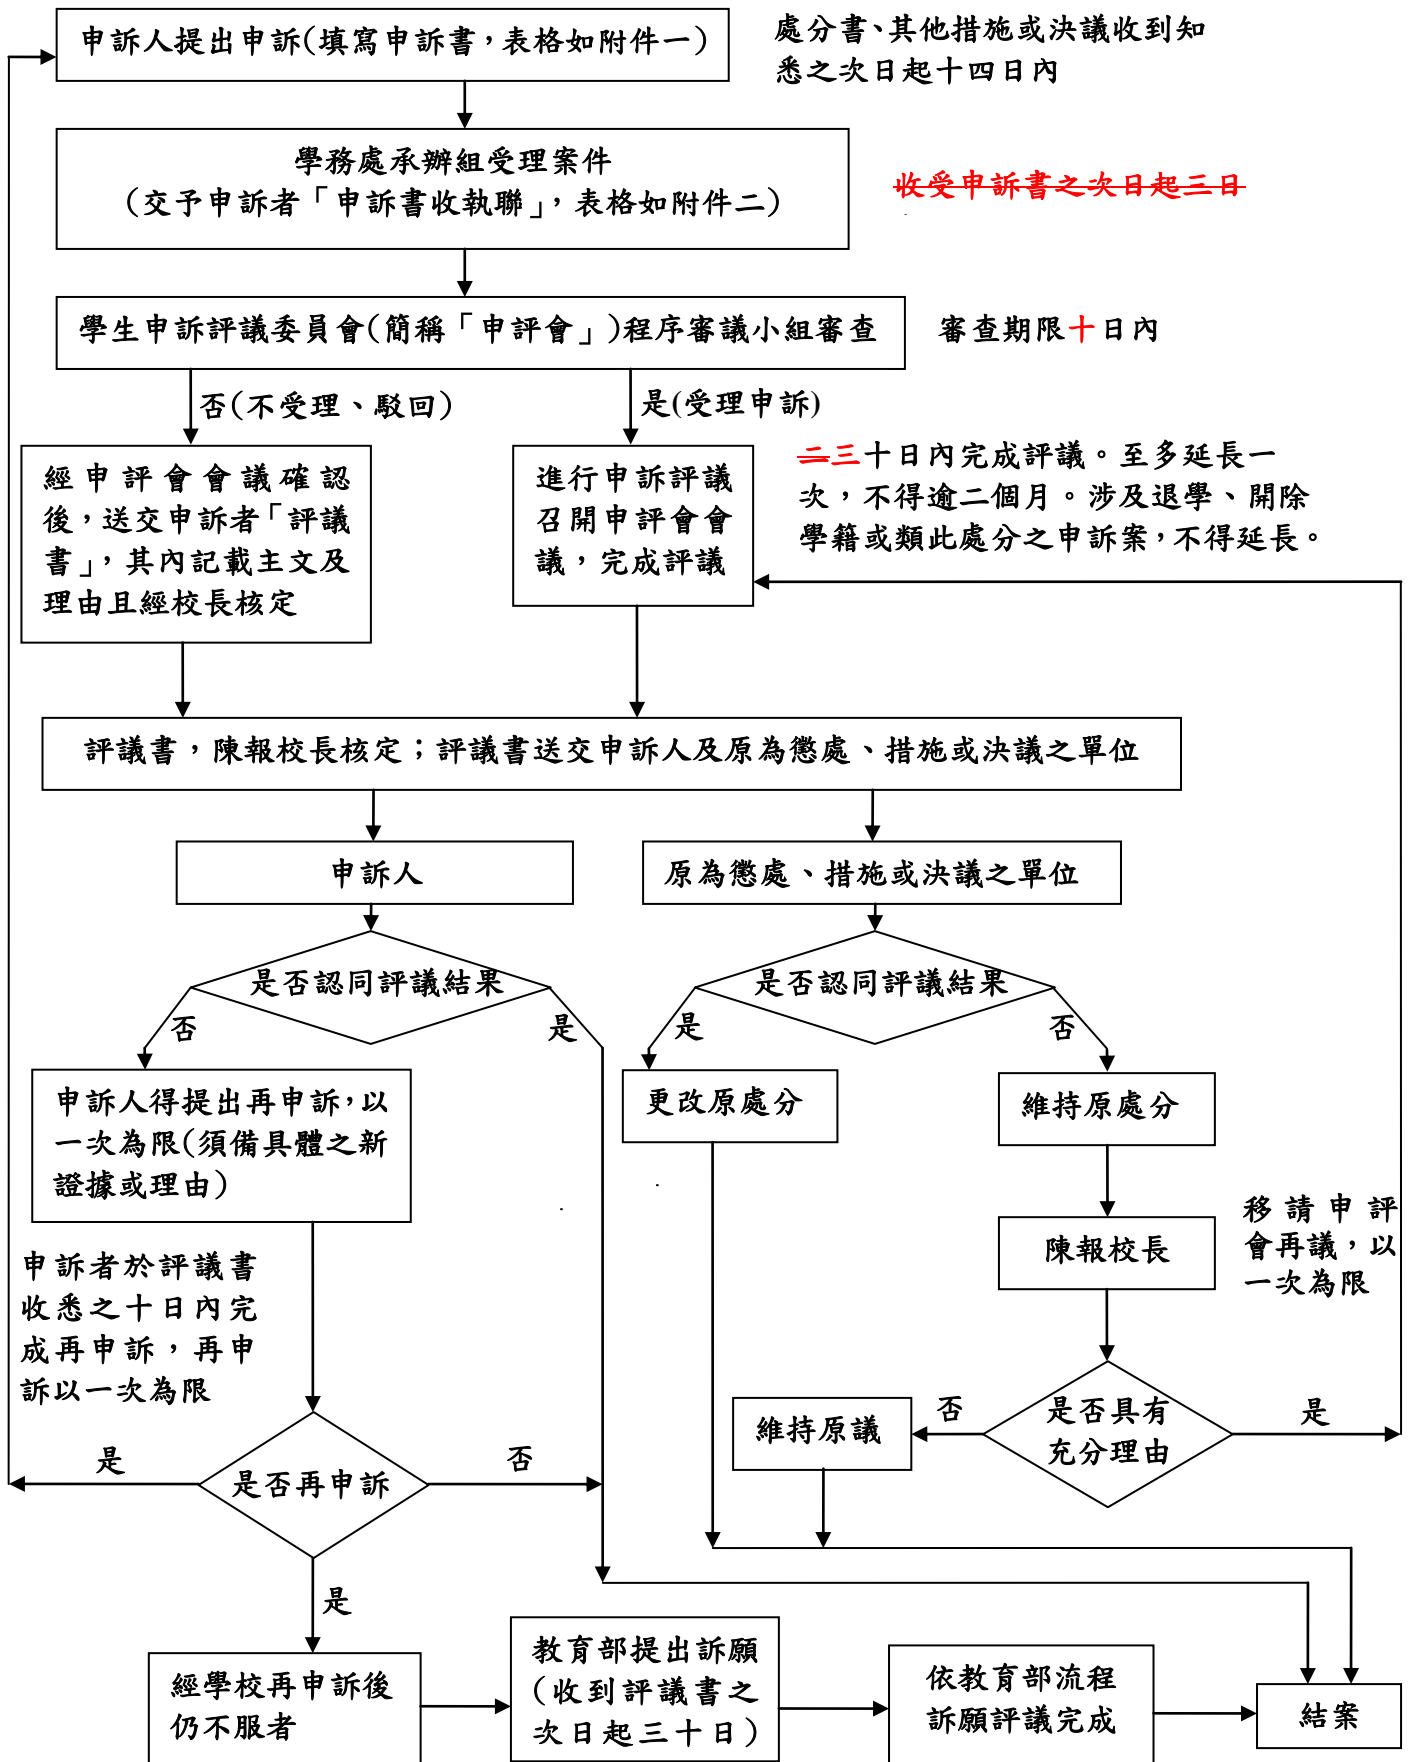 申訴人提出申訴(填寫申訴書，表格如附件一)
處分書、其他措施或決議收到知
悉之次日起十四日內
學務處承辦組受理案件
(交予申訴者「申訴書收執聯」，表格如附件二)
收受申訴書之次日起三日
學生申訴評議委員會(簡稱「申評會」)程序審議小組審查
審查期限十日內
否(不受理、駁回)
是(受理申訴)
經申評會會議確認
後，送交申訴者「評議
書」，其內記載主文及
理由且經校長核定
進行申訴評議
召開申評會會
議，完成評議
二三十日內完成評議。至多延長一
次，不得逾二個月。涉及退學、開除
學籍或類此處分之申訴案，不得延長。
評議書，陳報校長核定；評議書送交申訴人及原為懲處、措施或決議之單位
申訴人
原為懲處、措施或決議之單位
是否認同評議結果
是否認同評議結果
否
是
是
否
申訴人得提出再申訴，以
一次為限(須備具體之新
證據或理由)
更改原處分
維持原處分
陳報校長
移請申評
會再議，以
一次為限
申訴者於評議書
收悉之十日內完
成再申訴，再申
訴以一次為限
是否具有
充分理由
否
是
維持原議
是否再申訴
是
否
是
經學校再申訴後
仍不服者
教育部提出訴願
(收到評議書之
次日起三十日)
依教育部流程
訴願評議完成
結案